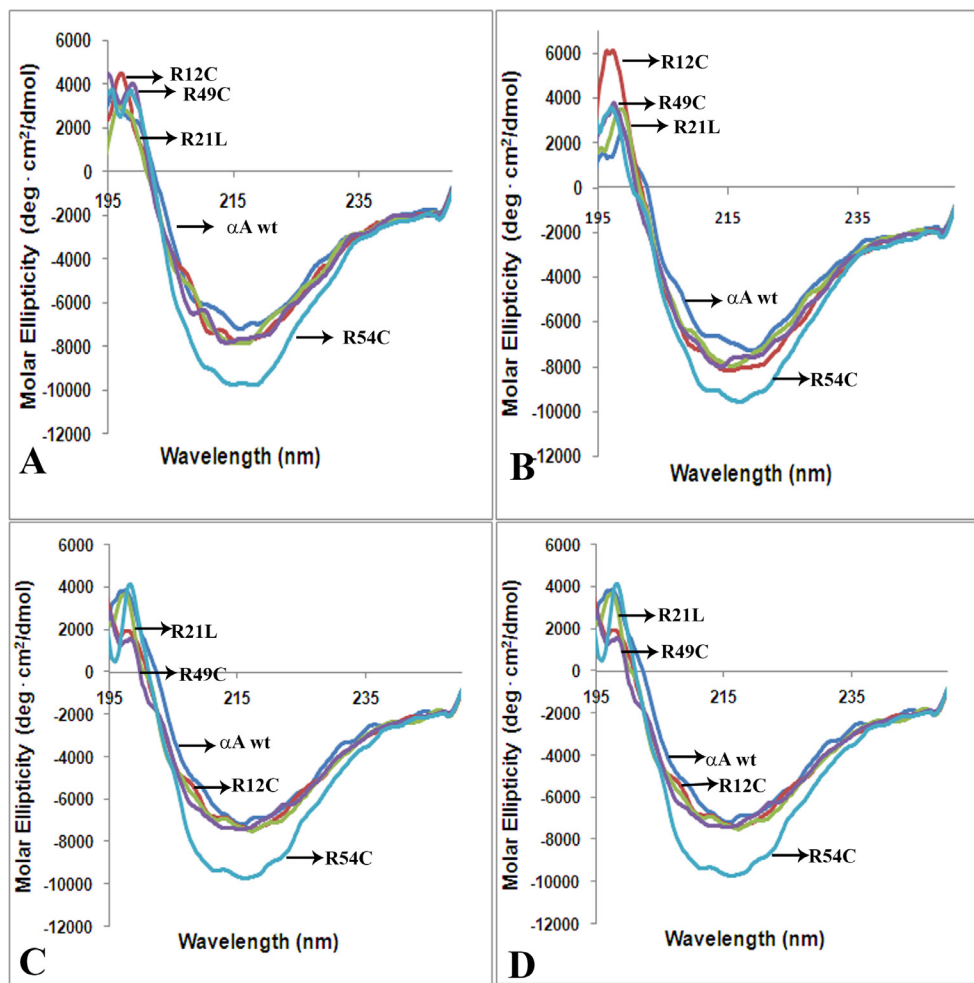 6000
4000
2000
0
-2000
-4000
-6000
-8000
-10000
-12000
195
215
235
Molar Ellipticity (deg · cm²/dmol)
Wavelength (nm)
R12C
R49C
R21L
αA wt
R54C
A
6000
4000
2000
0
-2000
-4000
-6000
-8000
-10000
-12000
195
215
235
Molar Ellipticity (deg · cm²/dmol)
Wavelength (nm)
R12C
R49C
R21L
αA wt
R54C
B
6000
4000
2000
0
-2000
-4000
-6000
-8000
-10000
-12000
195
215
235
Molar Ellipticity (deg · cm²/dmol)
Wavelength (nm)
R21L
R49C
αA wt
R12C
R54C
C
6000
4000
2000
0
-2000
-4000
-6000
-8000
-10000
-12000
195
215
235
Molar Ellipticity (deg · cm²/dmol)
Wavelength (nm)
R21L
R49C
αA wt
R12C
R54C
D